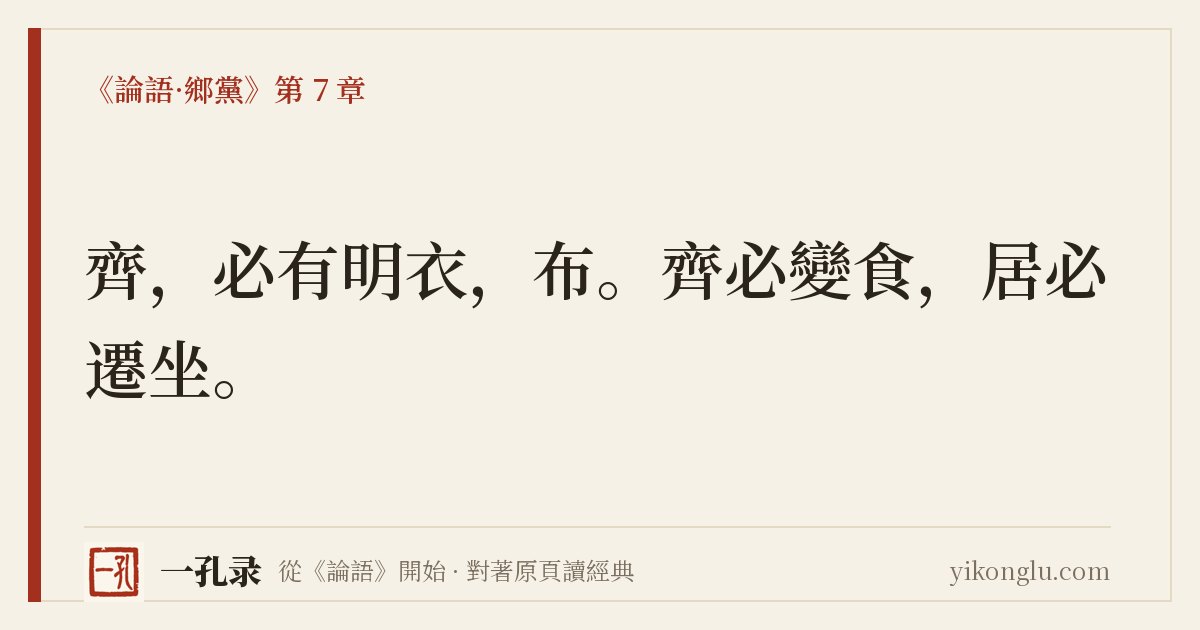 《論語·鄉黨》第 7 章
齊，必有明衣，布。齊必變食，居必
遷坐。
一孔
一孔录
從《論語》開始 · 對著原頁讀經典
yikonglu.com